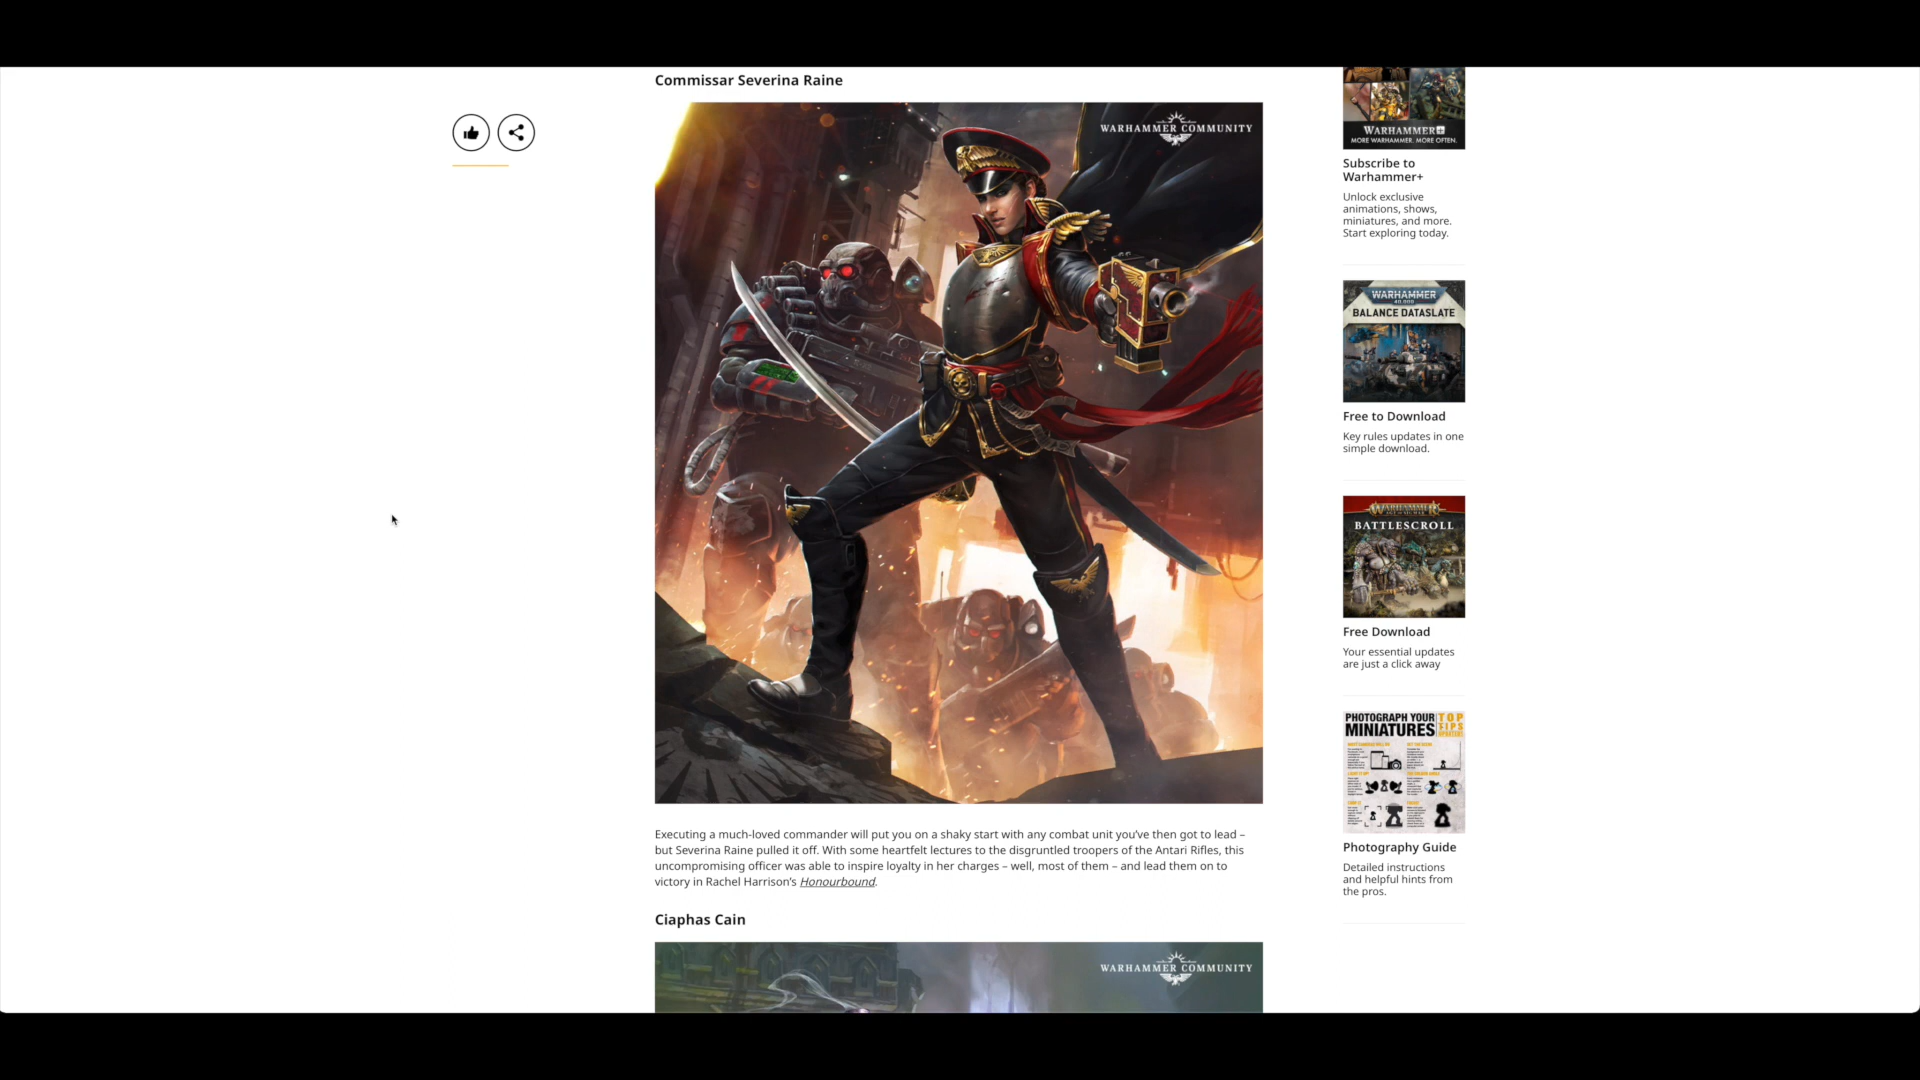 Commissar Severina Raine
WARHAMMER COMMUNITY
Executing a much-loved commander will put you on a shaky start with any combat unit you’ve then got to lead –
but Severina Raine pulled it off. With some heartfelt lectures to the disgruntled troopers of the Antari Rifles, this
uncompromising officer was able to inspire loyalty in her charges – well, most of them – and lead them on to
victory in Rachel Harrison’s Honourbound.
Ciaphas Cain
WARHAMMER COMMUNITY
WARHAMMER+
MORE WARHAMMER. MORE OFTEN.
Subscribe to
Warhammer+
Unlock exclusive
animations, shows,
miniatures, and more.
Start exploring today.
WARHAMMER
40,000
BALANCE DATASLATE
Free to Download
Key rules updates in one
simple download.
WARHAMMER
BATTLESCROLL
Free Download
Your essential updates
are just a click away
PHOTOGRAPH YOUR
MINIATURES
TOP
TIPS
Photography Guide
Detailed instructions
and helpful hints from
the pros.